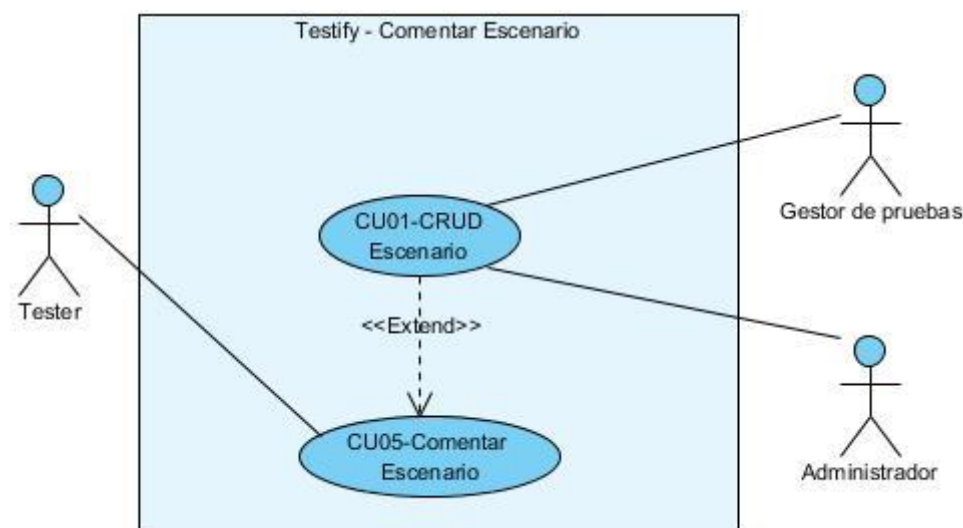 Testify - Comentar Escenario
Gestor de pruebas
CU01-CRUD
Escenario
Tester
<<Extend>>
CU05-Comentar
Escenario
Administrador